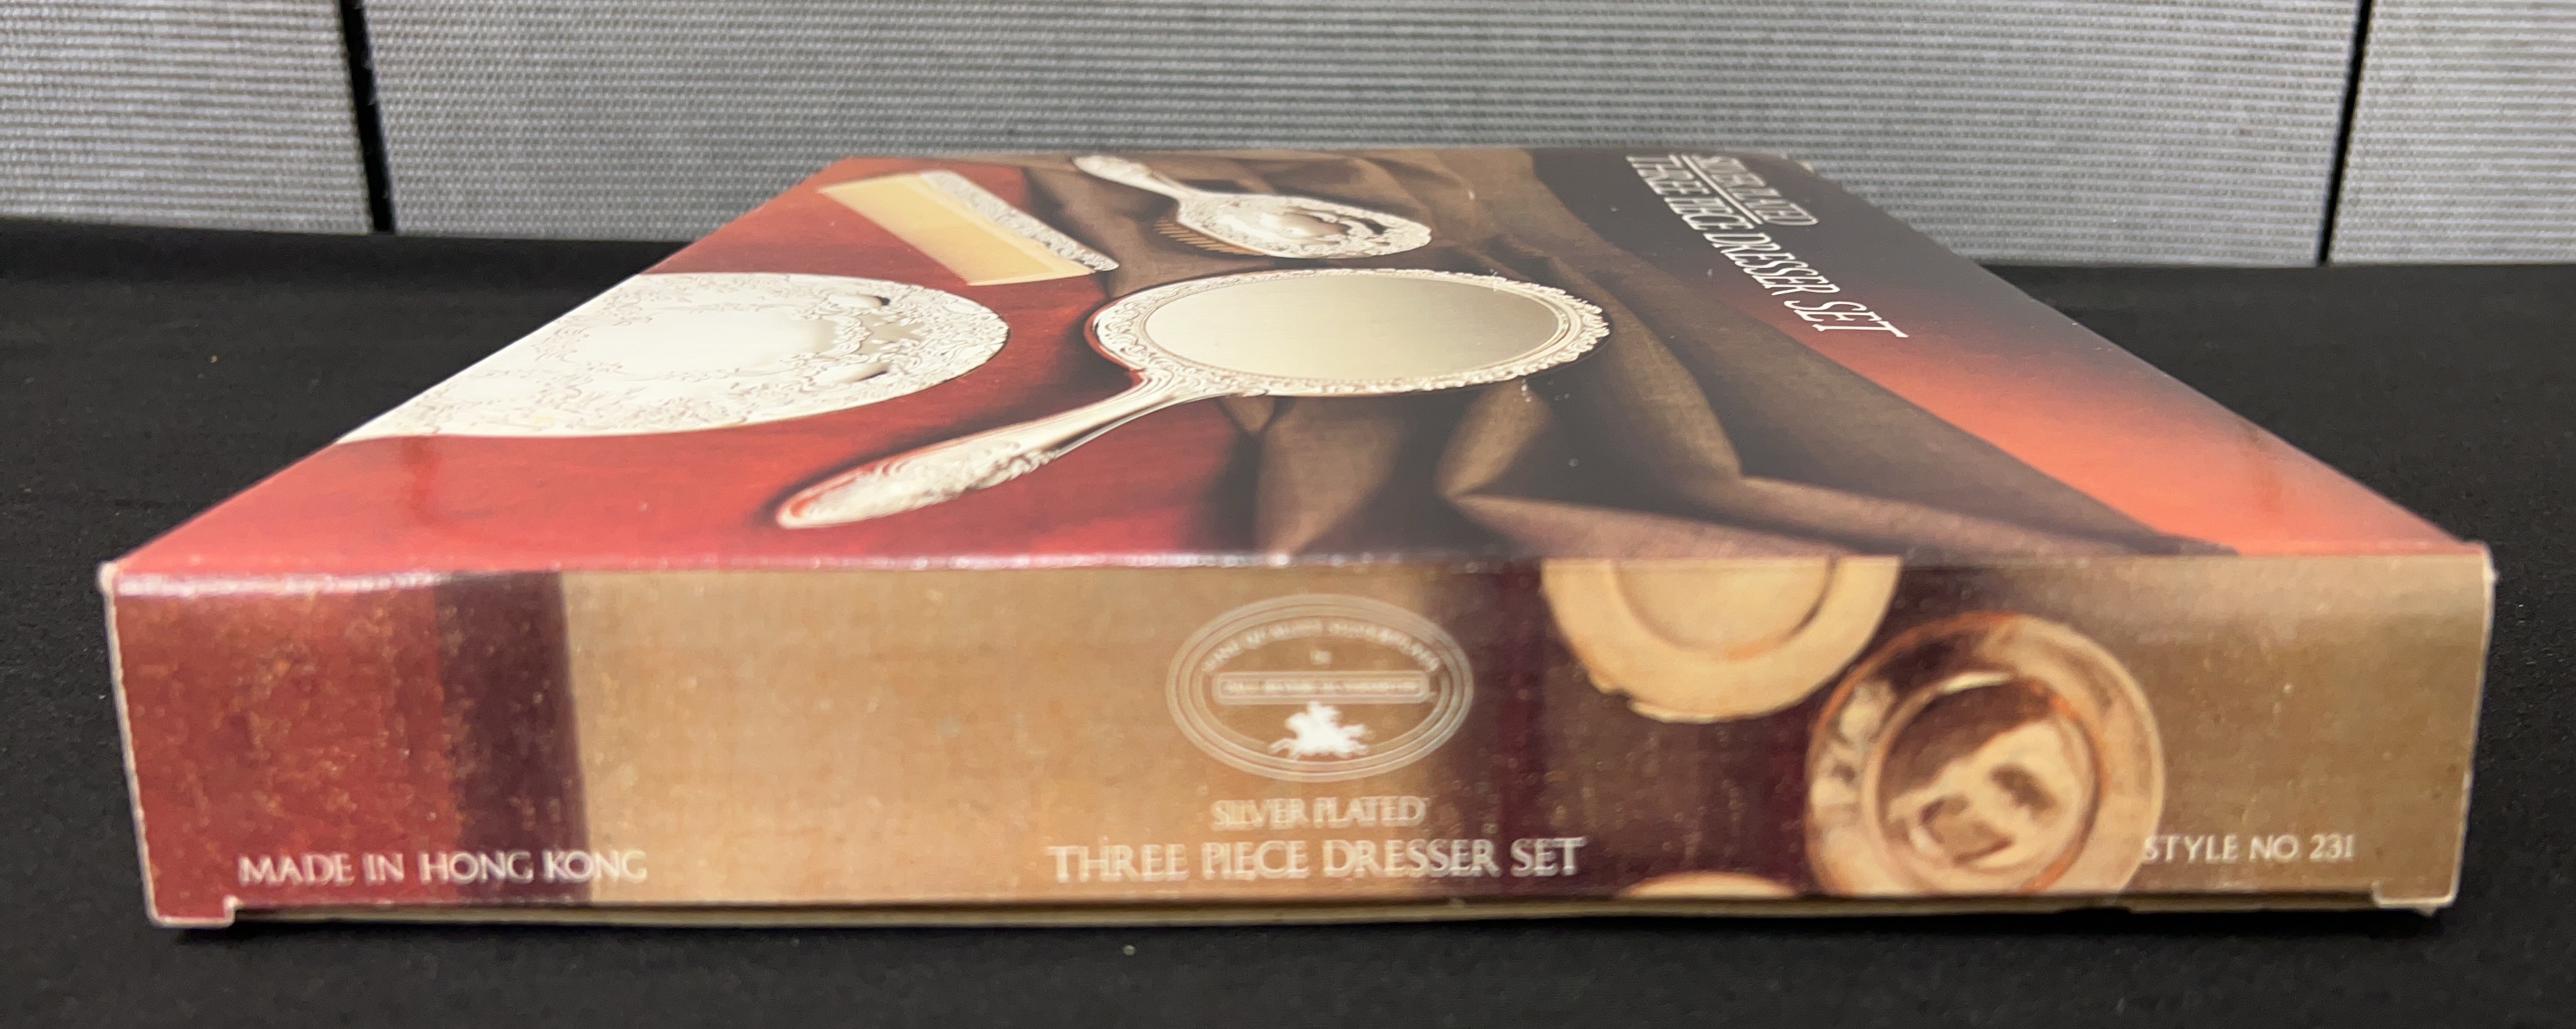 SILVER PLATED
THREE PIECE DRESSER SET
SILVER PLATED
THREE PIECE DRESSER SET
MADE IN HONG KONG
STYLE NO. 231